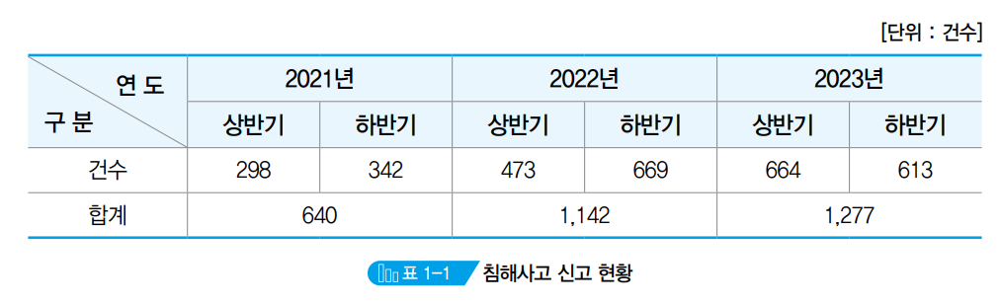 [단위 : 건수]
연 도 2021년 2022년 2023년
구 분 상반기 하반기 상반기 하반기 상반기 하반기
건수 298 342 473 669 664 613
합계 640 1,142 1,277
표 1-1 침해사고 신고 현황